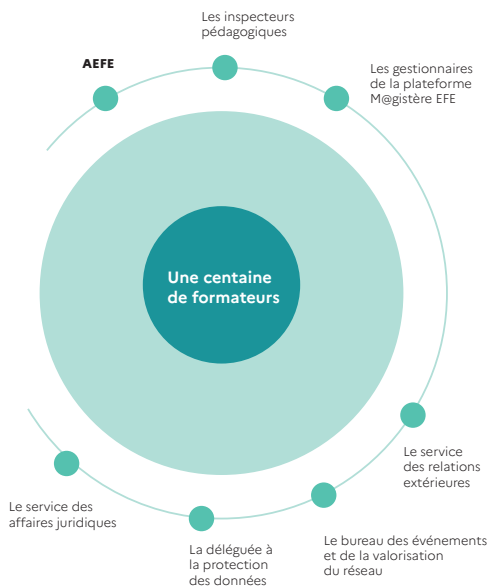 Les inspecteurs
pédagogiques
AEFE
Les gestionnaires
de la plateforme
M@gistère EFE
Une centaine
de formateurs
Le service
des relations
extérieures
Le service des
affaires juridiques
La déléguée à
la protection
des données
Le bureau des événements
et de la valorisation
du réseau